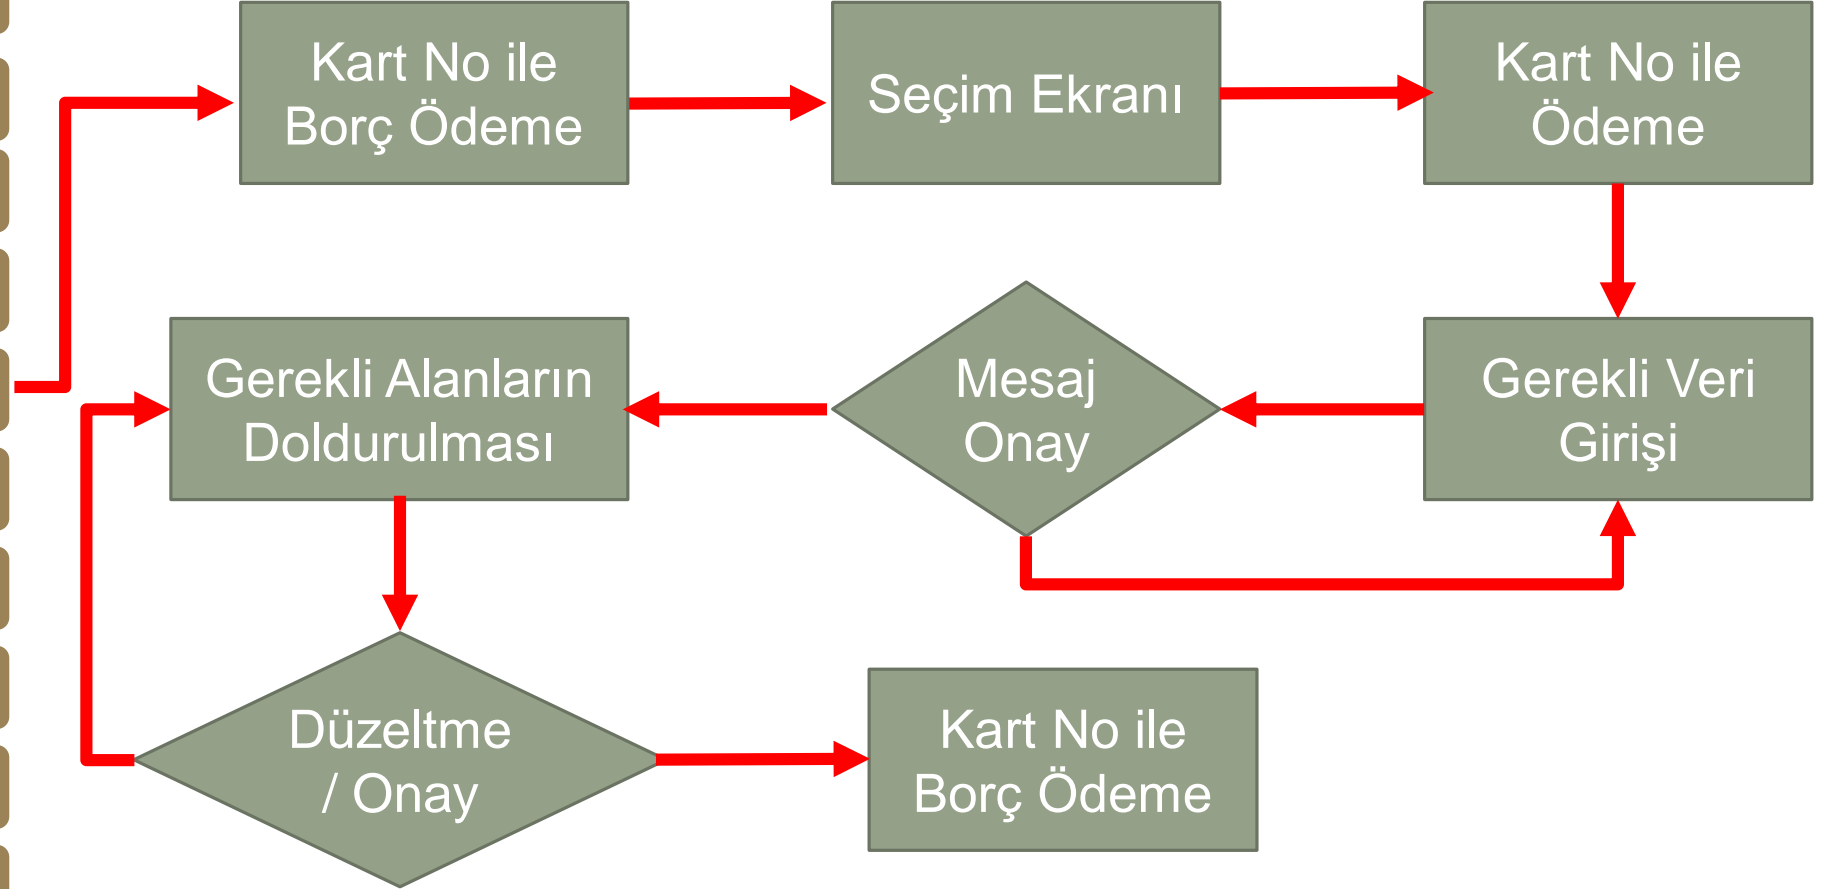 Kart No ile
Borç Ödeme
Seçim Ekranı
Kart No ile
Ödeme
Gerekli Alanların
Doldurulması
Mesaj
Onay
Gerekli Veri
Girişi
Düzeltme
/ Onay
Kart No ile
Borç Ödeme